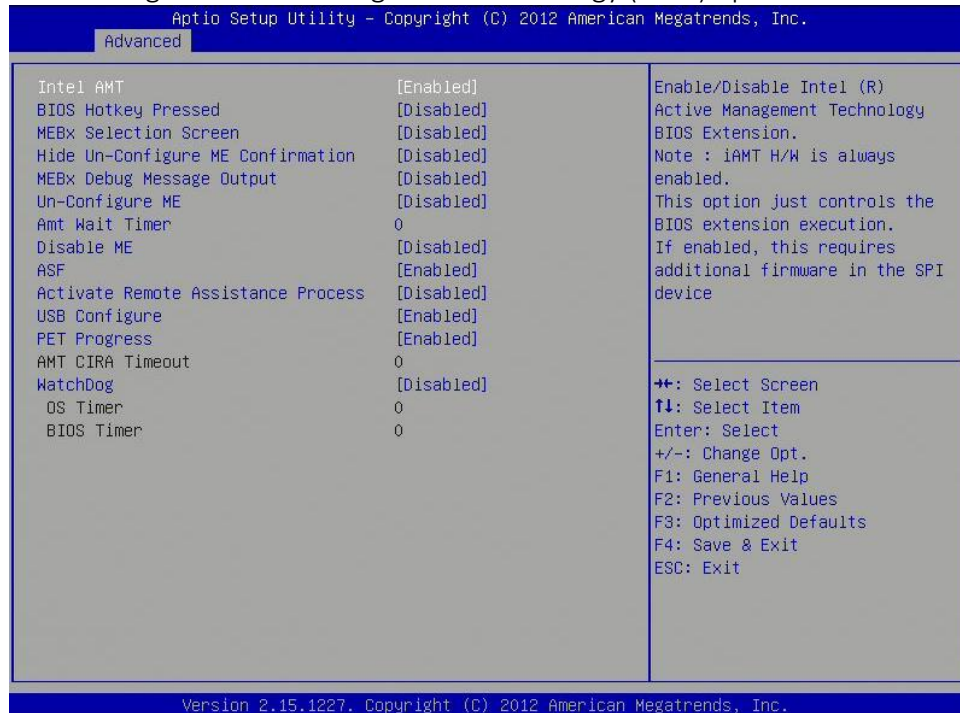 Aptio Setup Utility – Copyright (C) 2012 American Megatrends, Inc.
Advanced
Intel AMT [Enabled]
BIOS Hotkey Pressed [Disabled]
MEBx Selection Screen [Disabled]
Hide Un-Configure ME Confirmation [Disabled]
MEBx Debug Message Output [Disabled]
Un-Configure ME [Disabled]
Amt Wait Timer 0
Disable ME [Disabled]
ASF [Enabled]
Activate Remote Assistance Process [Disabled]
USB Configure [Enabled]
PET Progress [Enabled]
AMT CIRA Timeout 0
WatchDog [Disabled]
OS Timer 0
BIOS Timer 0
Enable/Disable Intel (R)
Active Management Technology
BIOS Extension.
Note : iAMT H/W is always
enabled.
This option just controls the
BIOS extension execution.
If enabled, this requires
additional firmware in the SPI
device
→←: Select Screen
↑↓: Select Item
Enter: Select
+/-: Change Opt.
F1: General Help
F2: Previous Values
F3: Optimized Defaults
F4: Save & Exit
ESC: Exit
Version 2.15.1227. Copyright (C) 2012 American Megatrends, Inc.